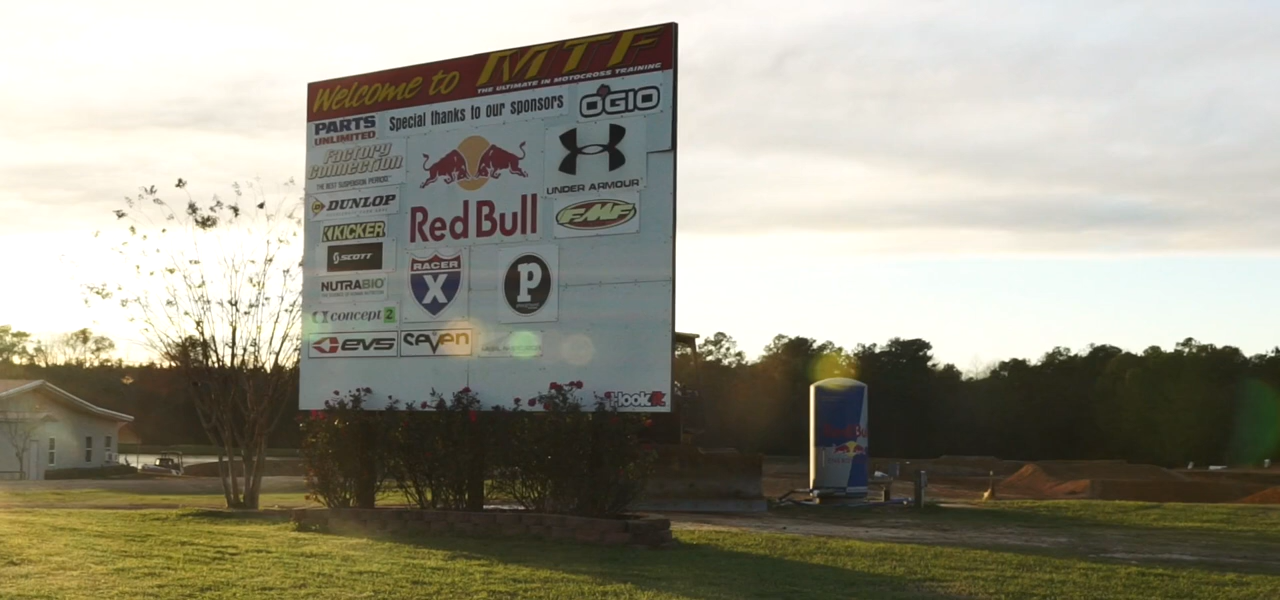 Welcome to MTF
THE ULTIMATE IN MOTOCROSS TRAINING
Special thanks to our sponsors
OGIO
PARTS
UNLIMITED
Factory
Connection
THE BEST SUSPENSION. PERIOD.
UNDER ARMOUR
DUNLOP
Red Bull
FMF
KICKER
SCOTT
RACER
X
P
NUTRABIO
concept 2
EVS
SEVEN
Hook
Red Bull